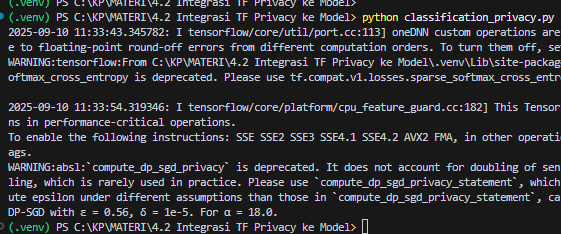 (.venv) PS C:\KP\MATERI\4.2 Integrasi TF Privacy ke Model>
(.venv) PS C:\KP\MATERI\4.2 Integrasi TF Privacy ke Model> python classification_privacy.py
2025-09-10 11:33:43.345782: I tensorflow/core/util/port.cc:113] oneDNN custom operations are
e to floating-point round-off errors from different computation orders. To turn them off, se
WARNING:tensorflow:From C:\KP\MATERI\4.2 Integrasi TF Privacy ke Model\.venv\Lib\site-package
oftmax_cross_entropy is deprecated. Please use tf.compat.v1.losses.sparse_softmax_cross_entr
2025-09-10 11:33:54.319346: I tensorflow/core/platform/cpu_feature_guard.cc:182] This Tensor
ns in performance-critical operations.
To enable the following instructions: SSE SSE2 SSE3 SSE4.1 SSE4.2 AVX2 FMA, in other operati
ags.
WARNING:absl:`compute_dp_sgd_privacy` is deprecated. It does not account for doubling of sen
ling, which is rarely used in practice. Please use `compute_dp_sgd_privacy_statement`, which
ute epsilon under different assumptions than those in `compute_dp_sgd_privacy_statement`, ca
DP-SGD with ε = 0.56, δ = 1e-5. For α = 18.0.
(.venv) PS C:\KP\MATERI\4.2 Integrasi TF Privacy ke Model>